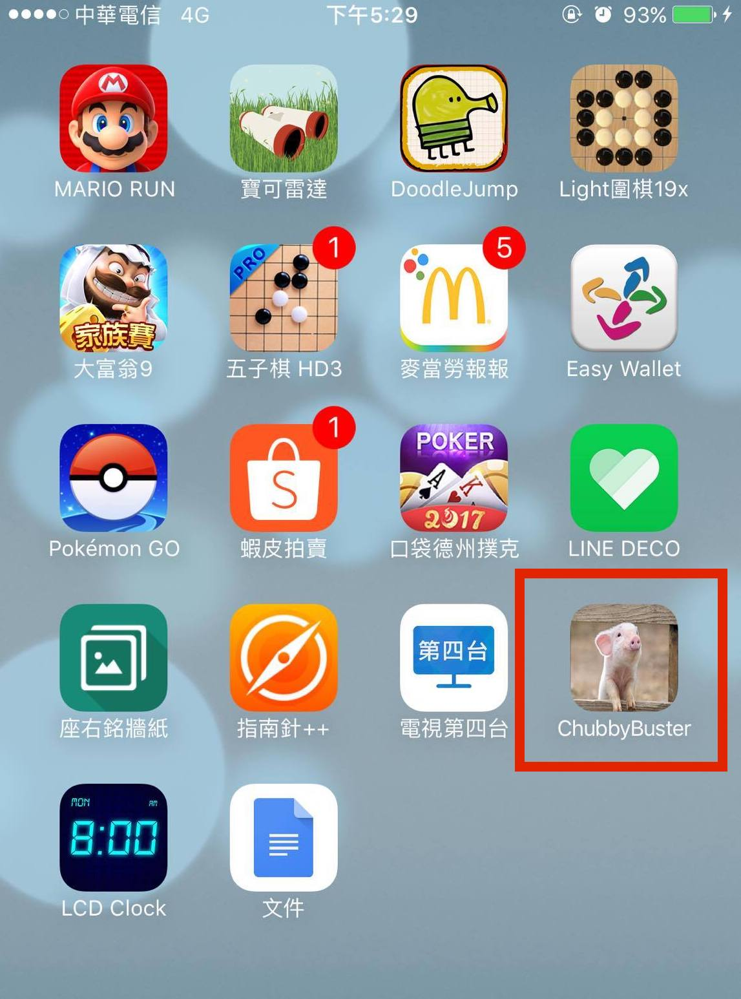 中華電信 4G 下午5:29 93%
MARIO RUN 寶可雷達 DoodleJump Light圍棋19x
1 5
PRO
家族賽
大富翁9 五子棋 HD3 麥當勞報報 Easy Wallet
1
POKER
A K
S
2017
Pokémon GO 蝦皮拍賣 口袋德州撲克 LINE DECO
第四台
座右銘牆紙 指南針++ 電視第四台 ChubbyBuster
MON AM
8:00
LCD Clock 文件